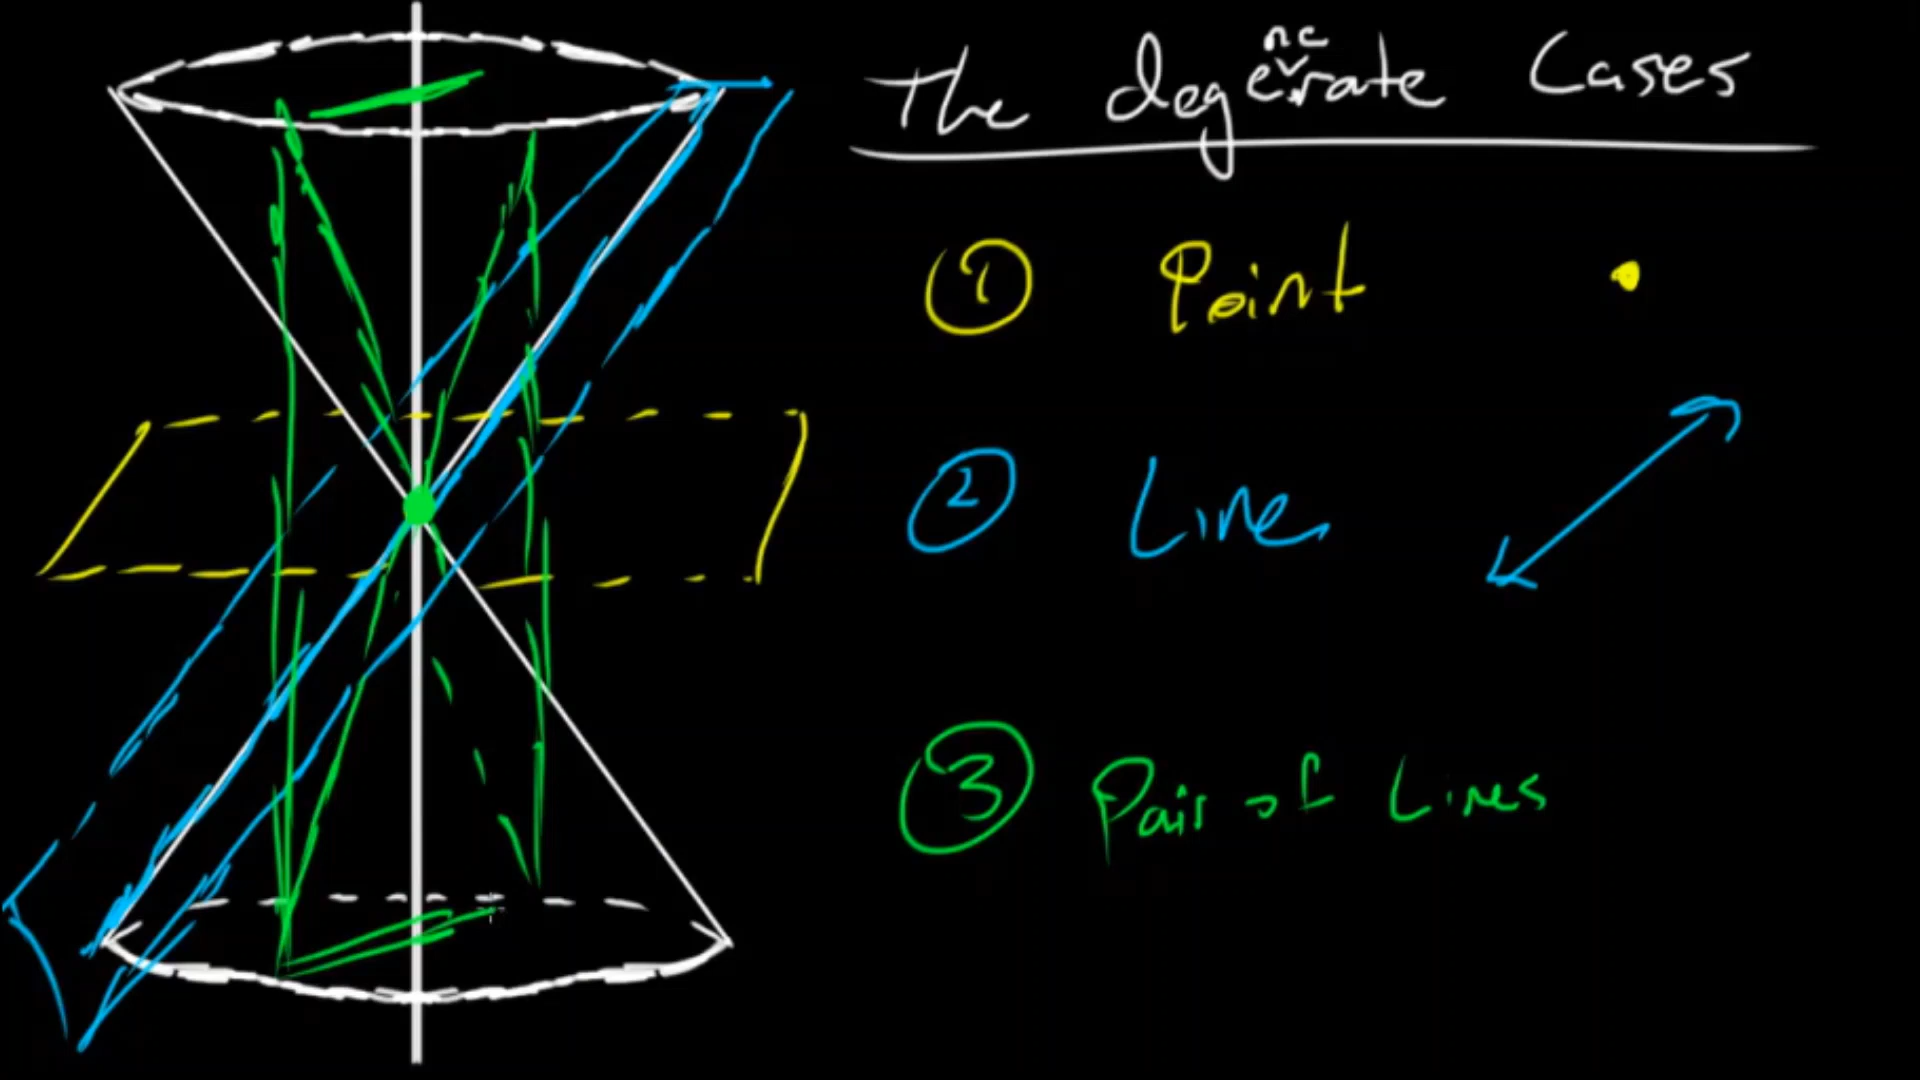 The degenerate Cases
① Point
② Line
③ Pair of Lines